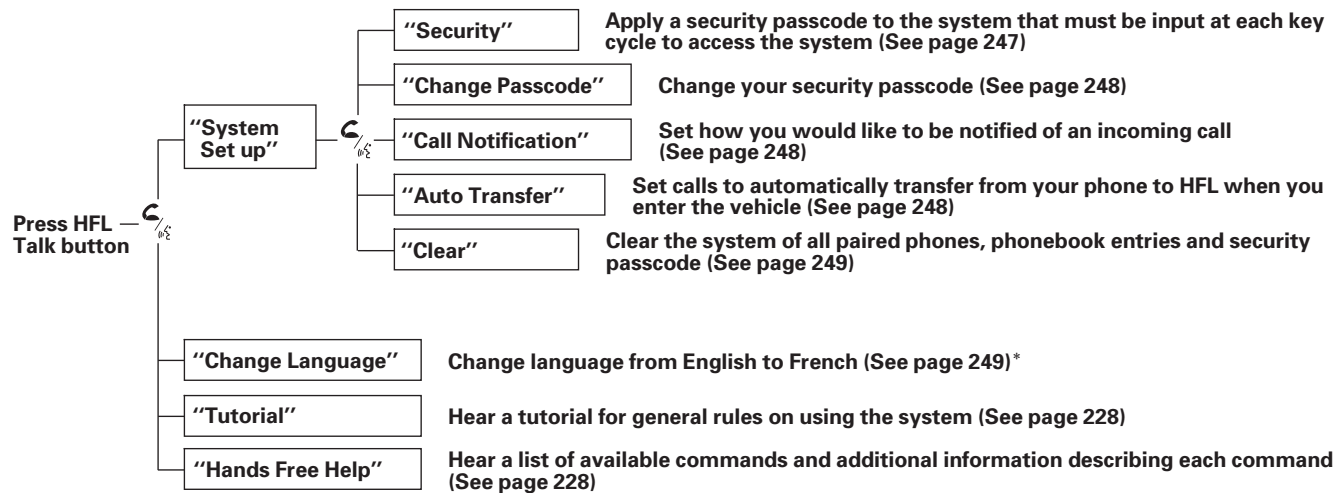 Press HFL
Talk button
"System
Set up"
"Security"
Apply a security passcode to the system that must be input at each key
cycle to access the system (See page 247)
"Change Passcode"
Change your security passcode (See page 248)
"Call Notification"
Set how you would like to be notified of an incoming call
(See page 248)
"Auto Transfer"
Set calls to automatically transfer from your phone to HFL when you
enter the vehicle (See page 248)
"Clear"
Clear the system of all paired phones, phonebook entries and security
passcode (See page 249)
"Change Language"
Change language from English to French (See page 249)*
"Tutorial"
Hear a tutorial for general rules on using the system (See page 228)
"Hands Free Help"
Hear a list of available commands and additional information describing each command
(See page 228)